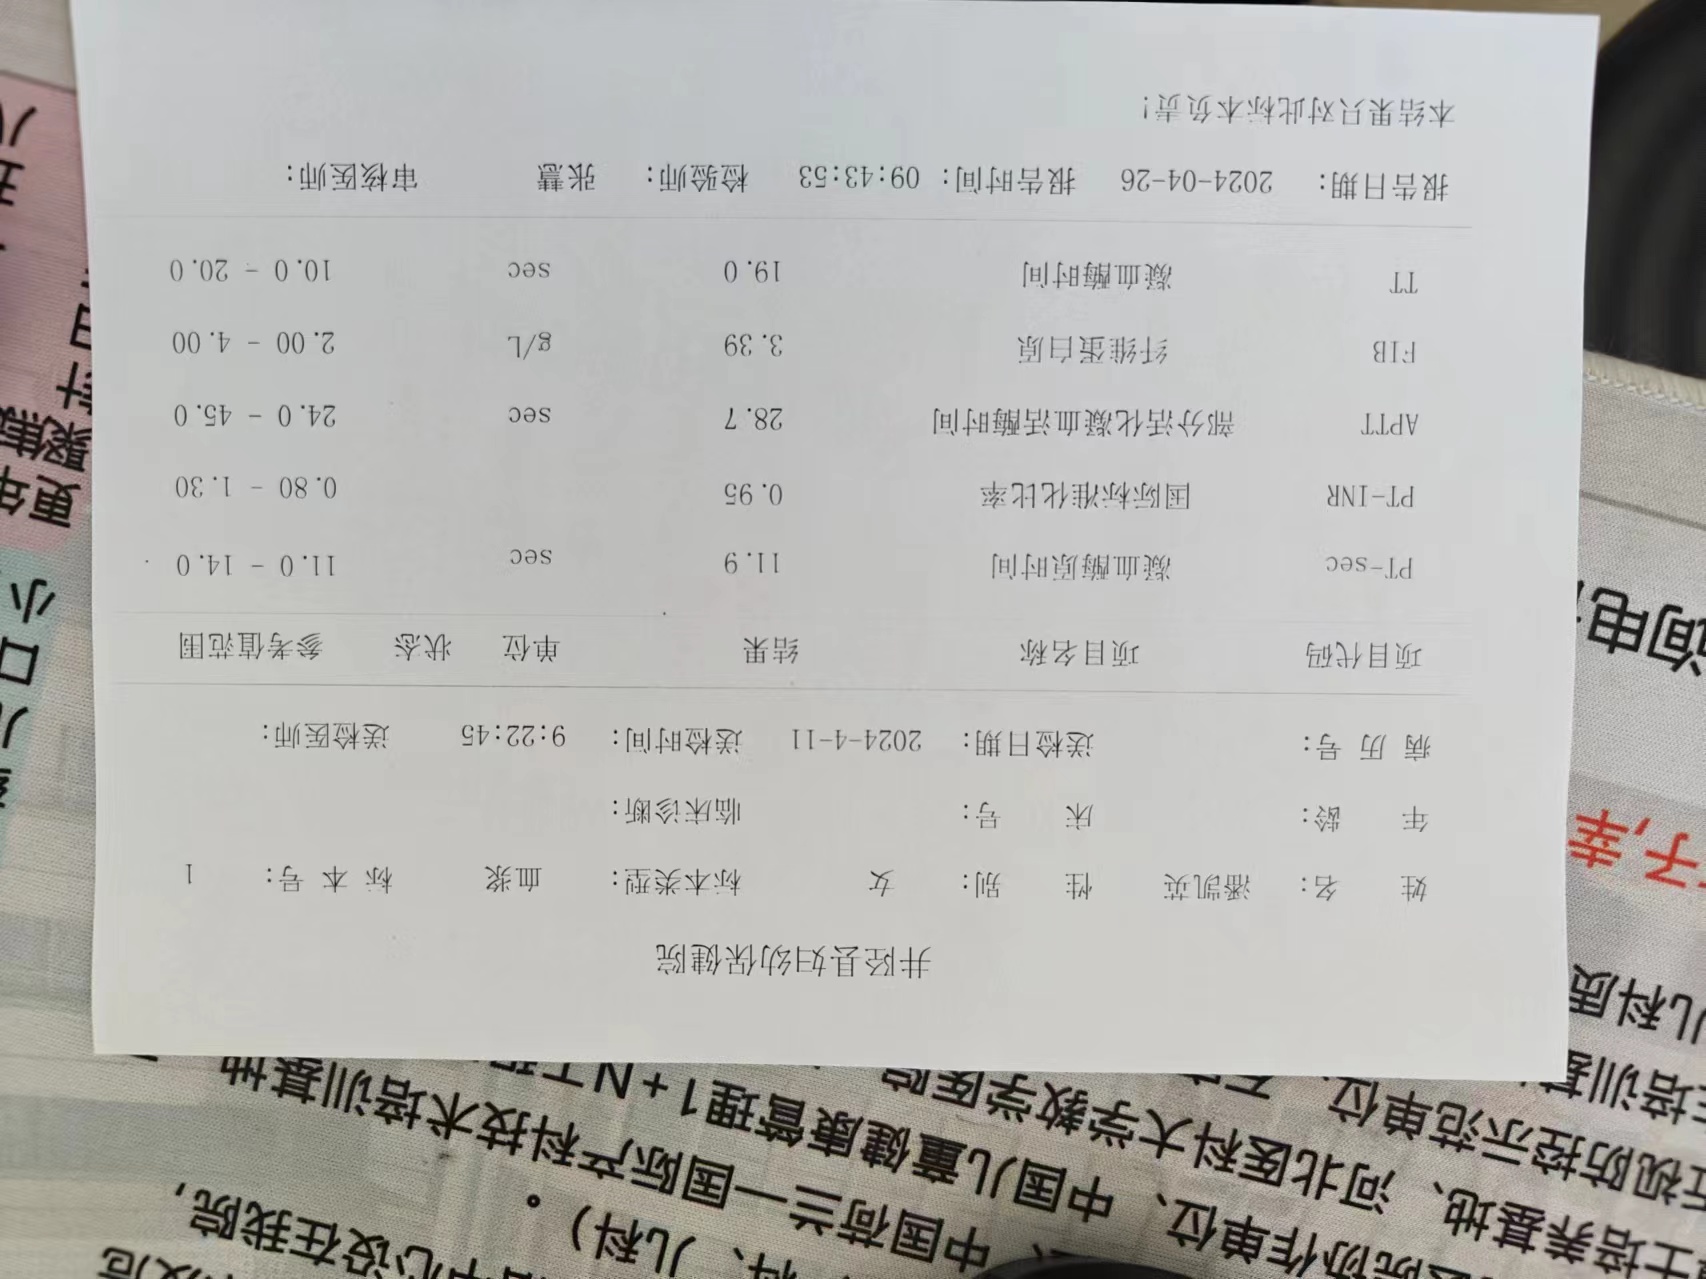 医院协作单位、中国荷兰一国际产科技术培训基地
士培养基地、河北医科大学教学医院
近视防控示范单位、中国儿童健康管理1+N工程
科、儿科)。
中心设在我院,
及危
培训基
儿科质
子,幸
询电
井陉县妇幼保健院
姓 名: 潘凯英 性 别: 女 标本类型: 血浆 标 本 号: 1
年 龄: 床 号: 临床诊断:
病 历 号: 送检日期: 2024-4-11 送检时间: 9:22:45 送检医师:
项目代码 项目名称 结果 单位 状态 参考值范围
PT-sec 凝血酶原时间 11.9 sec 11.0 - 14.0
PT-INR 国际标准化比率 0.95 0.80 - 1.30
APTT 部分活化凝血活酶时间 28.7 sec 24.0 - 45.0
FIB 纤维蛋白原 3.39 g/L 2.00 - 4.00
TT 凝血酶时间 19.0 sec 10.0 - 20.0
报告日期: 2024-04-26 报告时间: 09:43:53 检验师: 张慧 审核医师:
本结果只对此标本负责!
儿
口
小
更年
聚焦
针
五
八